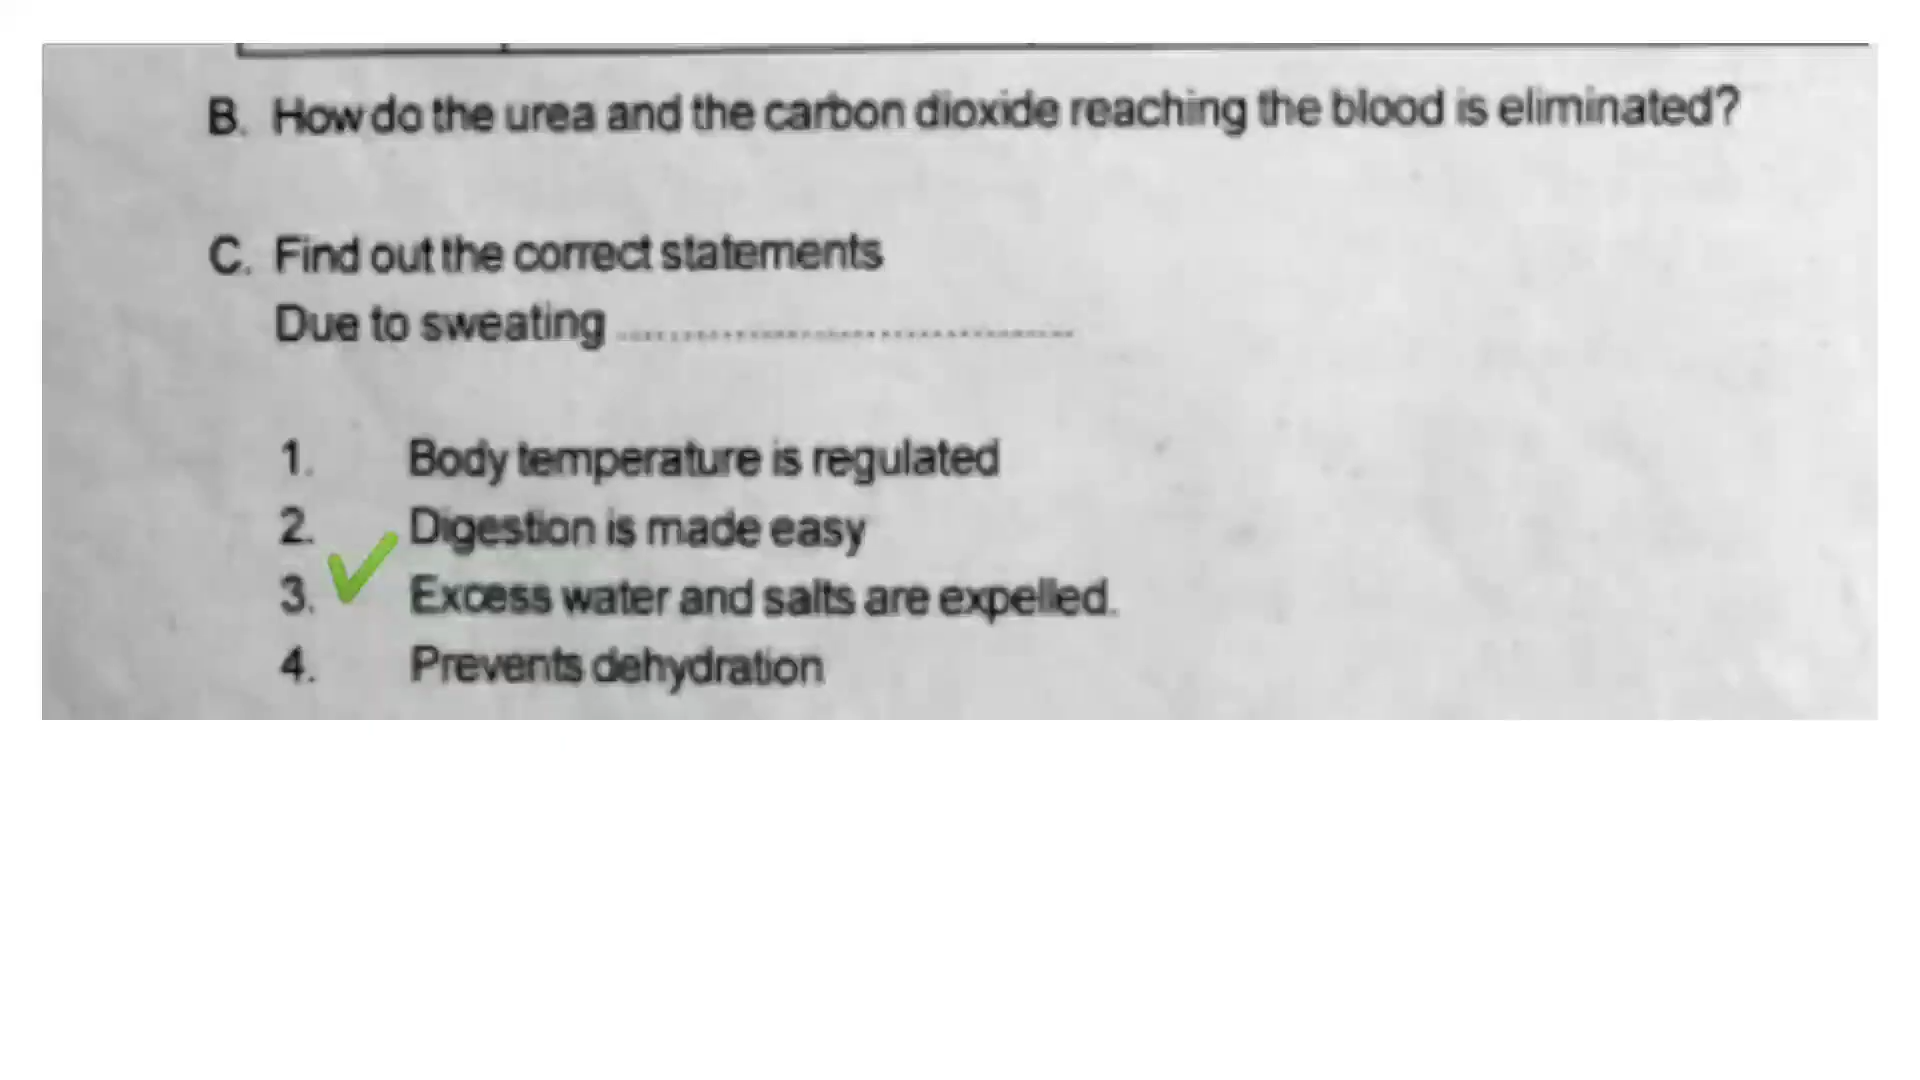 B. How do the urea and the carbon dioxide reaching the blood is eliminated?
C. Find out the correct statements
Due to sweating ....................................
1. Body temperature is regulated
2. Digestion is made easy
3. Excess water and salts are expelled.
4. Prevents dehydration